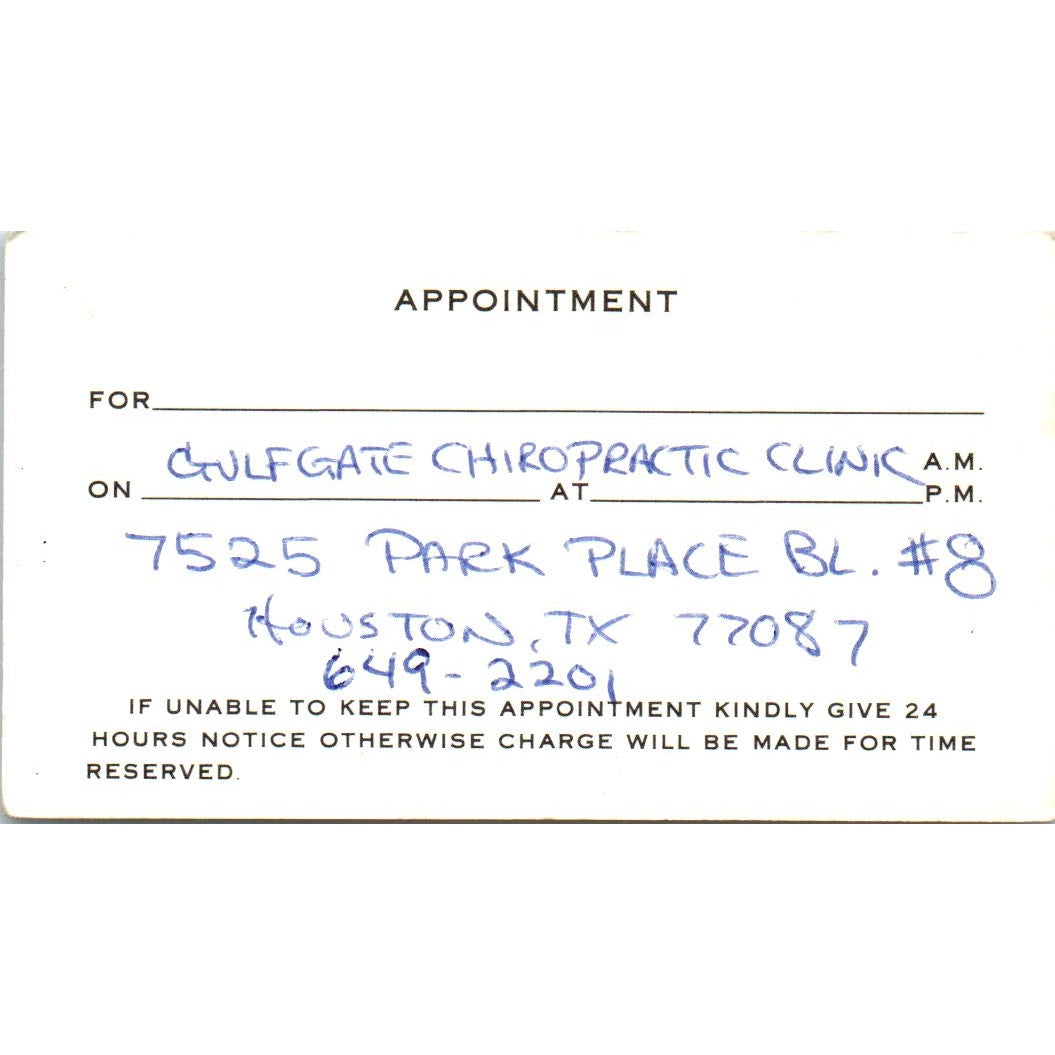 APPOINTMENT
FOR
GULFGATE CHIROPRACTIC CLINIC A.M.
ON AT P.M.
7525 PARK PLACE BL. #8
HOUSTON, TX 77087
649-2201
IF UNABLE TO KEEP THIS APPOINTMENT KINDLY GIVE 24
HOURS NOTICE OTHERWISE CHARGE WILL BE MADE FOR TIME
RESERVED.